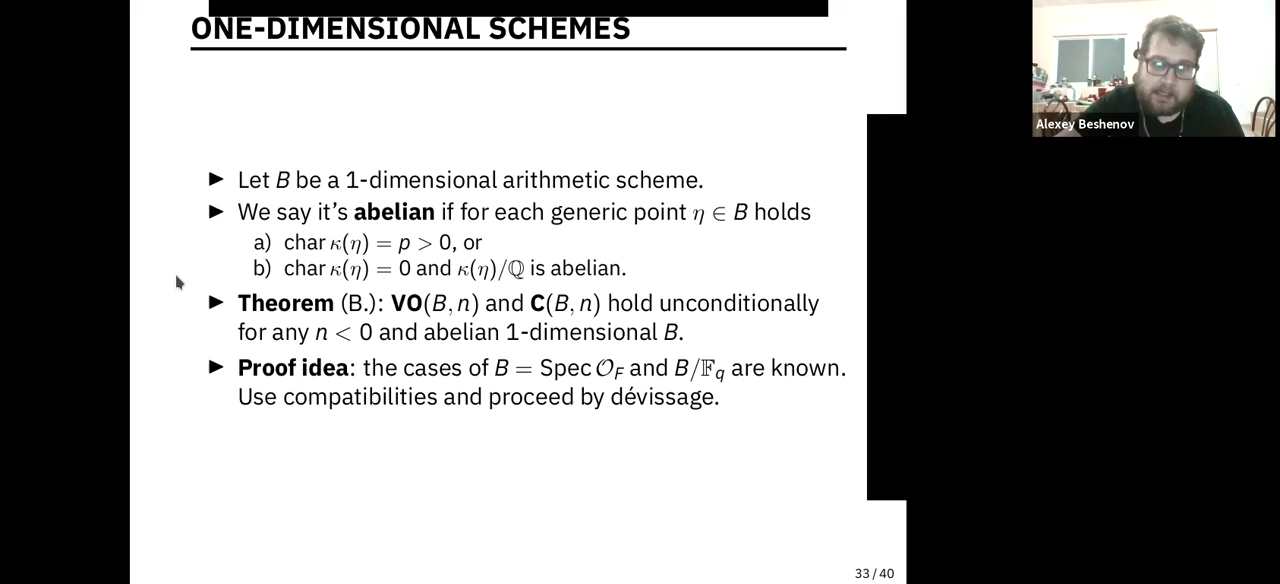 ONE-DIMENSIONAL SCHEMES
Alexey Beshenov
► Let B be a 1-dimensional arithmetic scheme.
► We say it's abelian if for each generic point η ∈ B holds
a) char κ(η) = p > 0, or
b) char κ(η) = 0 and κ(η)/ℚ is abelian.
► Theorem (B.): VO(B, n) and C(B, n) hold unconditionally
for any n < 0 and abelian 1-dimensional B.
► Proof idea: the cases of B = Spec 𝒪_F and B/𝔽_q are known.
Use compatibilities and proceed by dévissage.
33 / 40